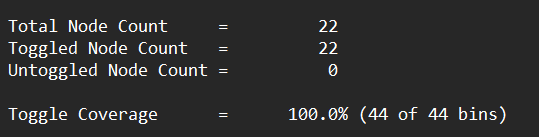 Total Node Count     =         22
Toggled Node Count   =         22
Untoggled Node Count =          0
Toggle Coverage      =      100.0% (44 of 44 bins)